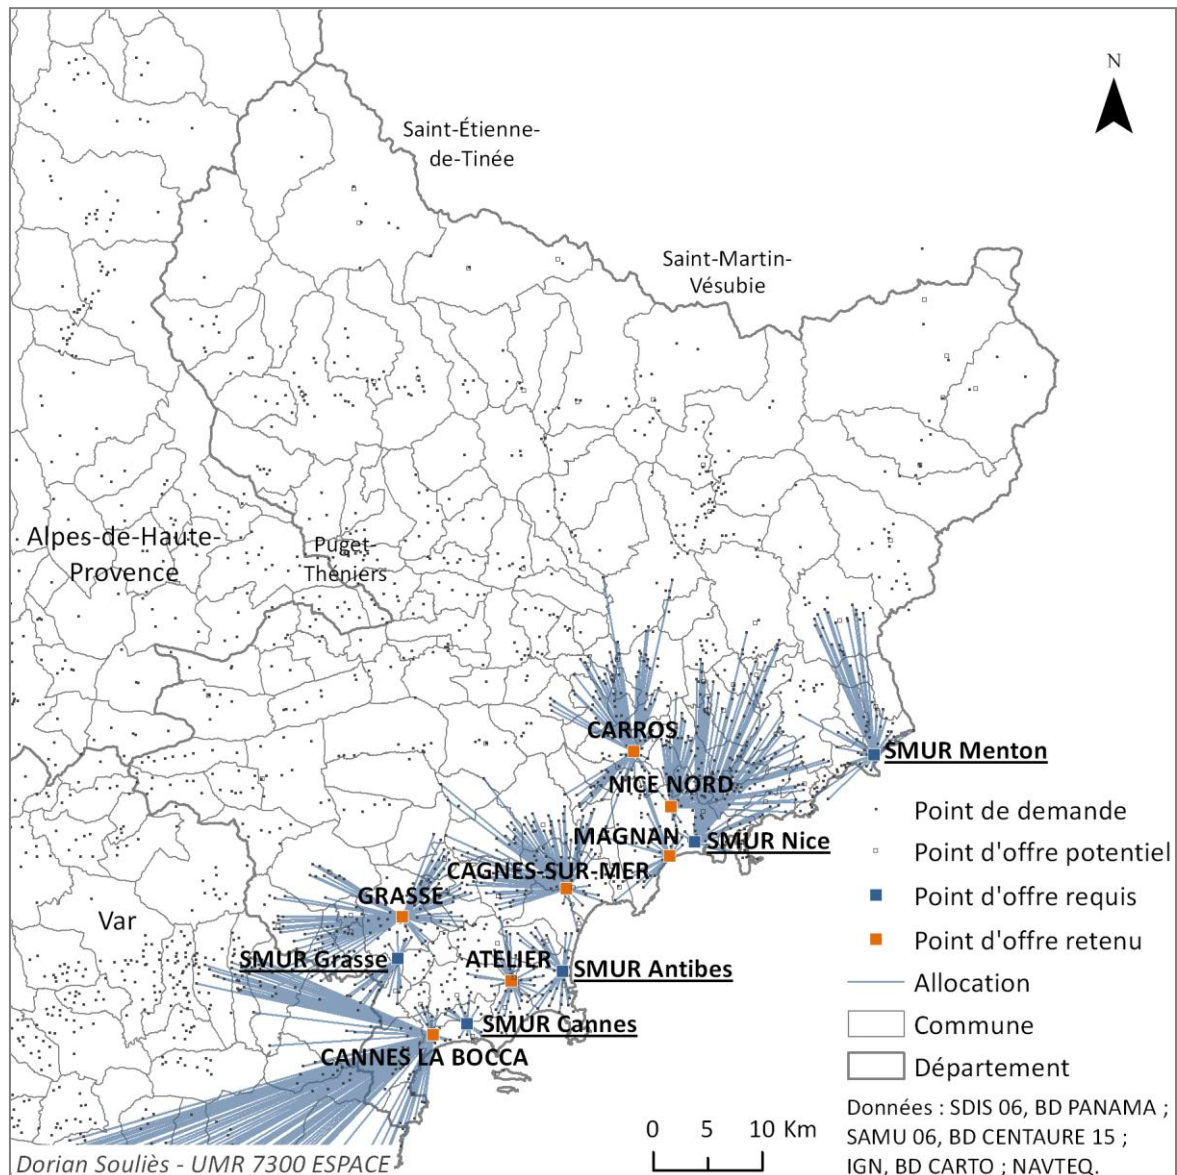 N
Saint-Étienne-
de-Tinée
Saint-Martin-
Vésubie
Alpes-de-Haute-
Provence
Puget-
Théniers
CARROS
SMUR Menton
NICE NORD
MAGNAN
SMUR Nice
CAGNES-SUR-MER
GRASSE
Var
SMUR Grasse
ATELIER
SMUR Antibes
SMUR Cannes
CANNES LA BOCCA
Point de demande
Point d'offre potentiel
Point d'offre requis
Point d'offre retenu
Allocation
Commune
Département
Données : SDIS 06, BD PANAMA ;
SAMU 06, BD CENTAURE 15 ;
IGN, BD CARTO ; NAVTEQ.
0 5 10 Km
Dorian Souliès - UMR 7300 ESPACE